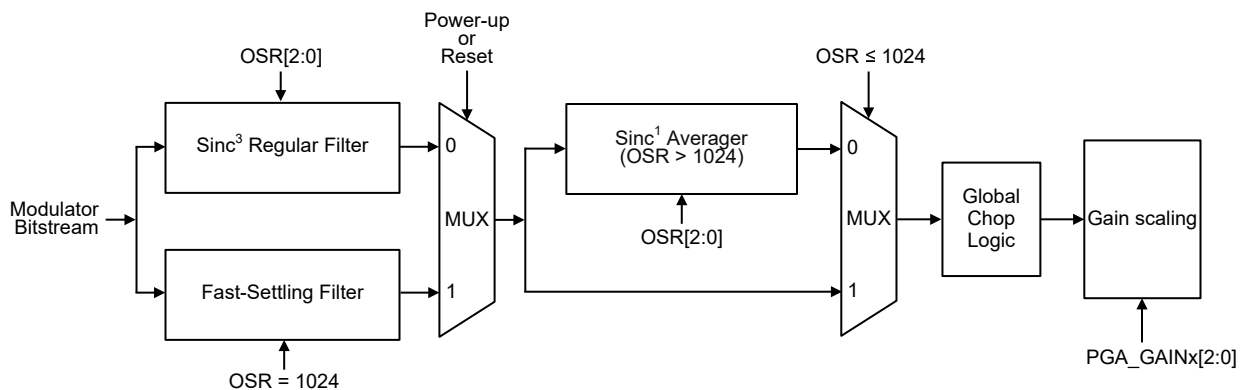 Power-up
or
Reset
OSR[2:0]
OSR ≤ 1024
Sinc³ Regular Filter
0
Sinc¹ Averager
(OSR > 1024)
0
Modulator
Bitstream
MUX
OSR[2:0]
MUX
Global
Chop
Logic
Gain scaling
Fast-Settling Filter
1
1
OSR = 1024
PGA_GAINx[2:0]